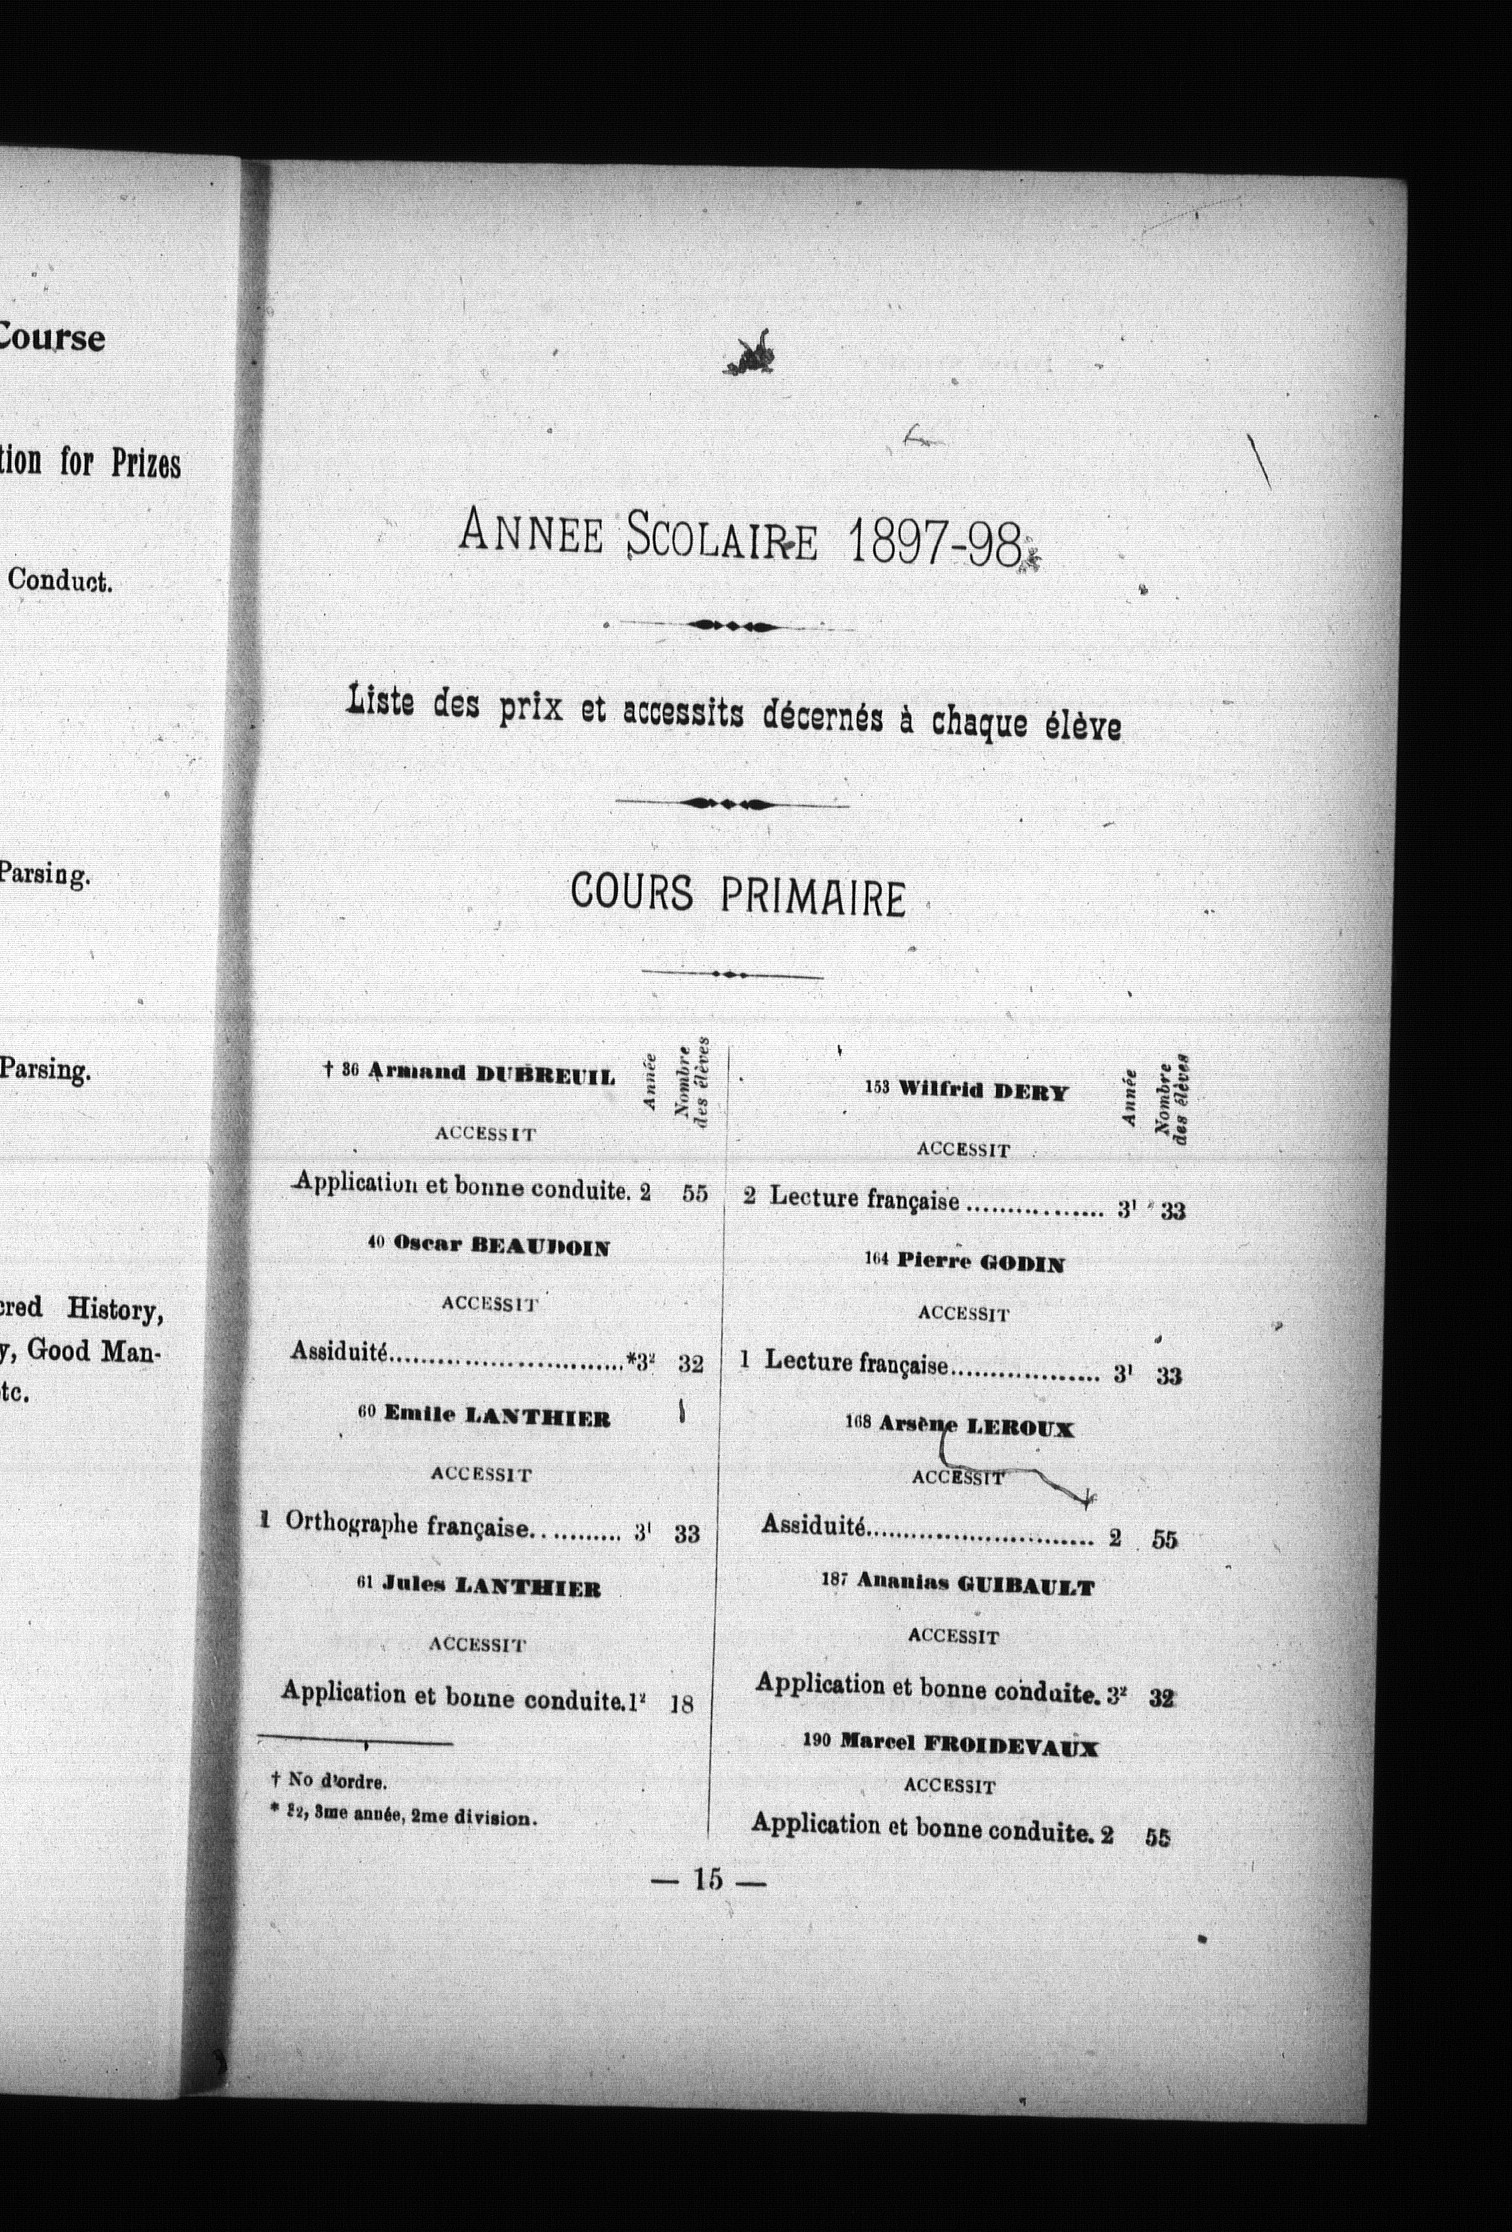 Course
for Prizes
Conduct.
Parsing.
Parsing.
History,
Good Man-
ANNEE SCOLAIRE 1897-98
Liste des prix et accessits décernés à chaque élève
COURS PRIMAIRE
† 36 Armand DUBREUIL Année Nombre des élèves
ACCESSIT
Application et bonne conduite. 2 55
40 Oscar BEAUDOIN
ACCESSIT
Assiduité.............................*3² 32
60 Emile LANTHIER
ACCESSIT
1 Orthographe française............ 3¹ 33
61 Jules LANTHIER
ACCESSIT
Application et bonne conduite.1² 18
† No d'ordre.
* 32, 3me année, 2me division.
153 Wilfrid DERY Année Nombre des élèves
ACCESSIT
2 Lecture française ................. 3¹ 33
164 Pierre GODIN
ACCESSIT
1 Lecture française................... 3¹ 33
168 Arsène LEROUX
ACCESSIT
Assiduité............................. 2 55
187 Ananias GUIBAULT
ACCESSIT
Application et bonne conduite. 3² 32
190 Marcel FROIDEVAUX
ACCESSIT
Application et bonne conduite. 2 55
— 15 —